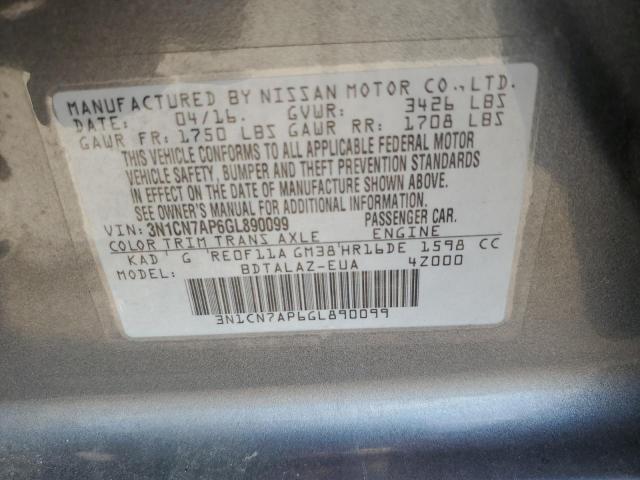 MANUFACTURED BY NISSAN MOTOR CO., LTD.
DATE: 04/16. GVWR: 3426 LBS
GAWR FR: 1750 LBS GAWR RR: 1708 LBS
THIS VEHICLE CONFORMS TO ALL APPLICABLE FEDERAL MOTOR
VEHICLE SAFETY, BUMPER AND THEFT PREVENTION STANDARDS
IN EFFECT ON THE DATE OF MANUFACTURE SHOWN ABOVE.
SEE OWNER'S MANUAL FOR ADDITIONAL INFORMATION.
VIN: 3N1CN7AP6GL890099 PASSENGER CAR.
COLOR TRIM TRANS AXLE ENGINE
KAD ' G 'RE0F11A GM38'HR16DE 1598 CC
MODEL: BDTALAZ-EUA 4Z000
3N1CN7AP6GL890099